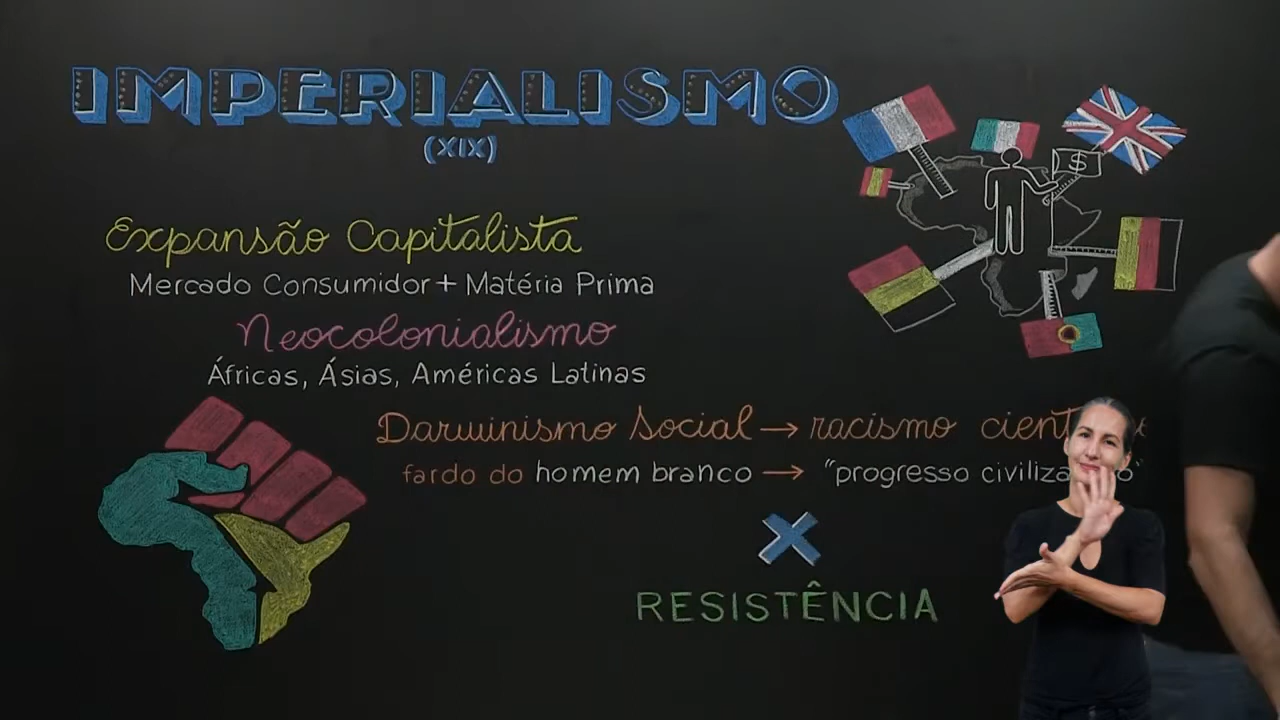 IMPERIALISMO
(XIX)
$
Expansão Capitalista
Mercado Consumidor + Matéria Prima
Neocolonialismo
Áfricas, Ásias, Américas Latinas
Darwinismo Social → racismo
fardo do homem branco → "progresso
X
RESISTÊNCIA